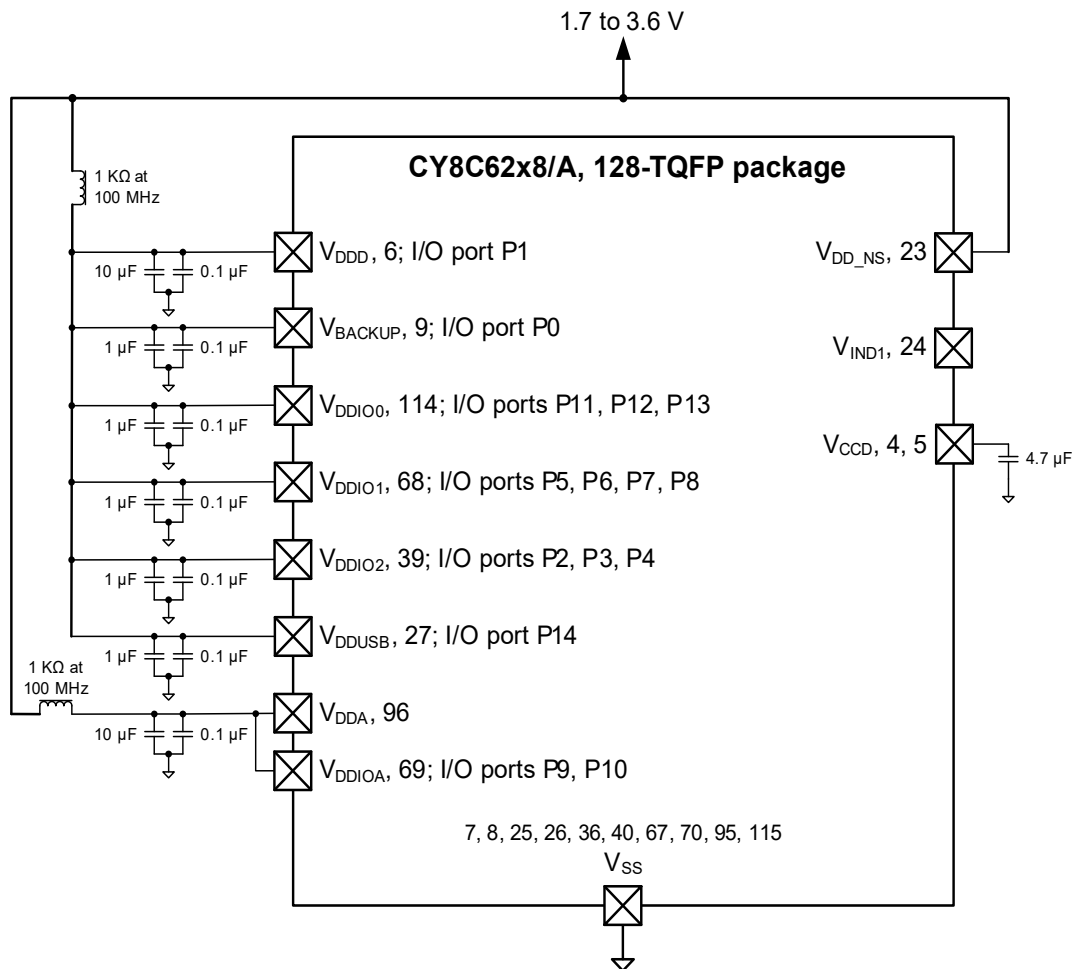 1.7 to 3.6 V
CY8C62x8/A, 128-TQFP package
1 KΩ at
100 MHz
VDDD, 6; I/O port P1
10 µF
0.1 µF
VDD_NS, 23
VBACKUP, 9; I/O port P0
1 µF
0.1 µF
VIND1, 24
VDDIO0, 114; I/O ports P11, P12, P13
1 µF
0.1 µF
VCCD, 4, 5
4.7 µF
VDDIO1, 68; I/O ports P5, P6, P7, P8
1 µF
0.1 µF
VDDIO2, 39; I/O ports P2, P3, P4
1 µF
0.1 µF
VDDUSB, 27; I/O port P14
1 µF
0.1 µF
1 KΩ at
100 MHz
VDDA, 96
10 µF
0.1 µF
VDDIOA, 69; I/O ports P9, P10
7, 8, 25, 26, 36, 40, 67, 70, 95, 115
VSS